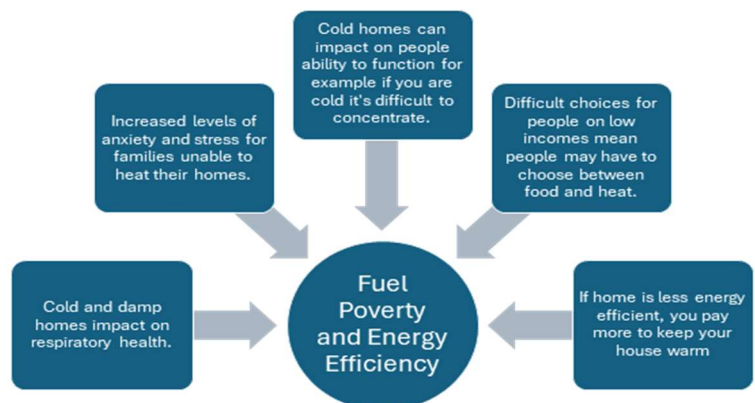 Cold homes can
impact on people
ability to function for
example if you are
cold it's difficult to
concentrate.
Increased levels of
anxiety and stress for
families unable to
heat their homes.
Difficult choices for
people on low
incomes mean
people may have to
choose between
food and heat.
Cold and damp
homes impact on
respiratory health.
Fuel
Poverty
and Energy
Efficiency
If home is less energy
efficient, you pay
more to keep your
house warm